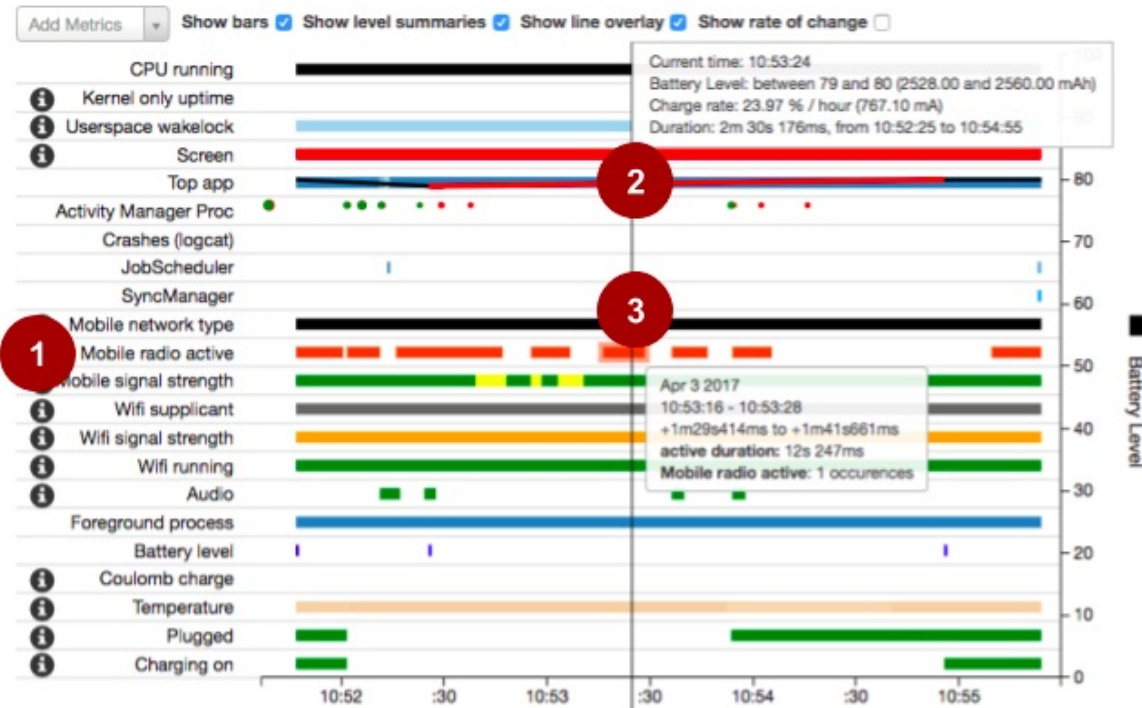 Add Metrics Show bars Show level summaries Show line overlay Show rate of change
Current time: 10:53:24
Battery Level: between 79 and 80 (2528.00 and 2560.00 mAh)
Charge rate: 23.97 % / hour (767.10 mA)
Duration: 2m 30s 176ms, from 10:52:25 to 10:54:55
CPU running
Kernel only uptime
Userspace wakelock
Screen
Top app
Activity Manager Proc
Crashes (logcat)
JobScheduler
SyncManager
Mobile network type
Mobile radio active
Mobile signal strength
Wifi supplicant
Wifi signal strength
Wifi running
Audio
Foreground process
Battery level
Coulomb charge
Temperature
Plugged
Charging on
1
2
3
Apr 3 2017
10:53:16 - 10:53:28
+1m29s414ms to +1m41s661ms
active duration: 12s 247ms
Mobile radio active: 1 occurences
100
80
70
60
50
40
30
20
10
0
Battery Level
10:52 :30 10:53 :30 10:54 :30 10:55